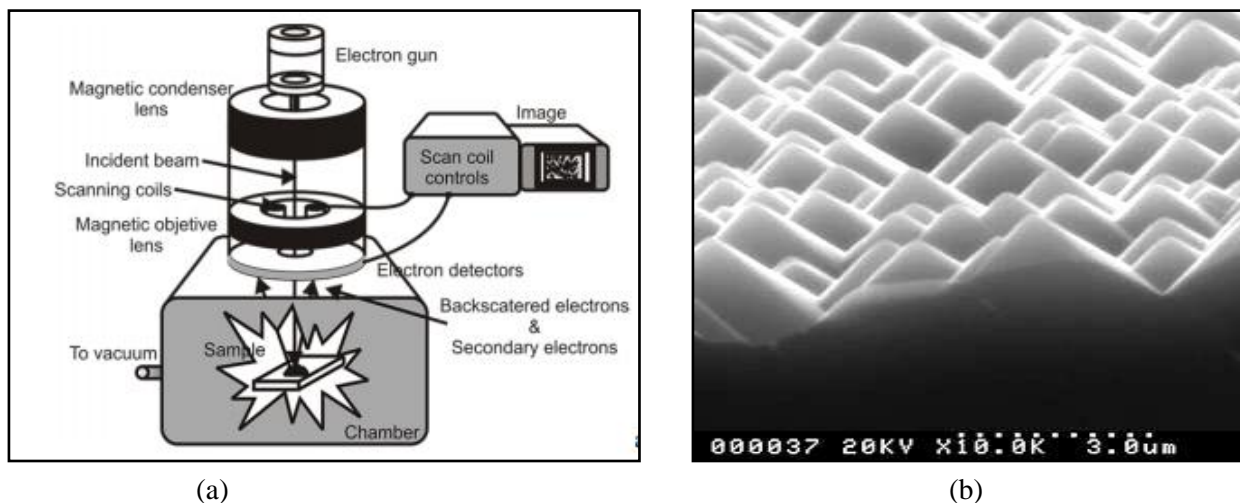 Electron gun
Magnetic condenser
lens
Image
Incident beam
Scan coil
controls
Scanning coils
Magnetic objetive
lens
Electron detectors
Backscatered electrons
&
Secondary electrons
To vacuum
Sample
Chamber
000037 20KV X10.0K 3.0um
(a)
(b)